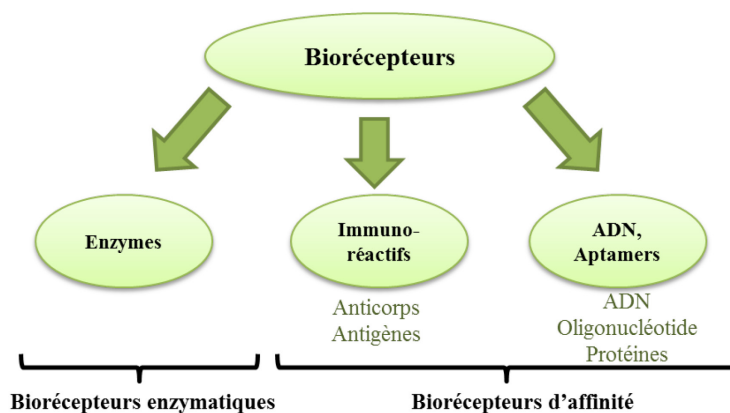 Biorécepteurs
Enzymes
Immuno-
réactifs
ADN,
Aptamers
Anticorps
Antigènes
ADN
Oligonucléotide
Protéines
Biorécepteurs enzymatiques
Biorécepteurs d’affinité